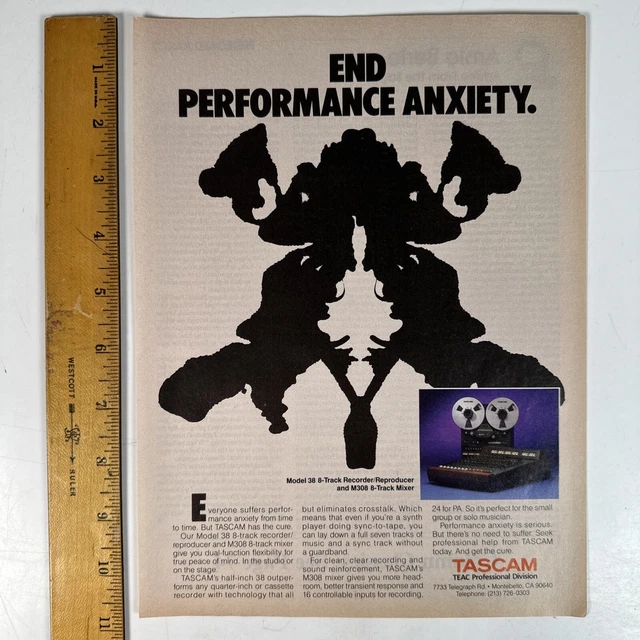 END
PERFORMANCE ANXIETY.
Model 38 8-Track Recorder/Reproducer
and M308 8-Track Mixer
Everyone suffers perfor-
mance anxiety from time
to time. But TASCAM has the cure.
Our Model 38 8-track recorder/
reproducer and M308 8-track mixer
give you dual-function flexibility for
true peace of mind. In the studio or
on the stage.
TASCAM's half-inch 38 outper-
forms any quarter-inch or cassette
recorder with technology that all
but eliminates crosstalk. Which
means that even if you're a synth
player doing sync-to-tape, you
can lay down full seven tracks of
music and a sync track without
a guardband.
For clean, clear recording and
sound reinforcement, TASCAM's
M308 mixer gives you more head-
room, better transient response and
16 controllable inputs for recording,
24 for PA. So it's perfect for the small
group or solo musician.
Performance anxiety is serious.
But there's no need to suffer. Seek
professional help from TASCAM
today. And get the cure.
TASCAM
TEAC Professional Division
7733 Telegraph Rd. • Montebello, CA 90640
Telephone: (213) 726-0303
1
2
3
4
5
6
7
8
9
10
11
WESTCOTT
RULER